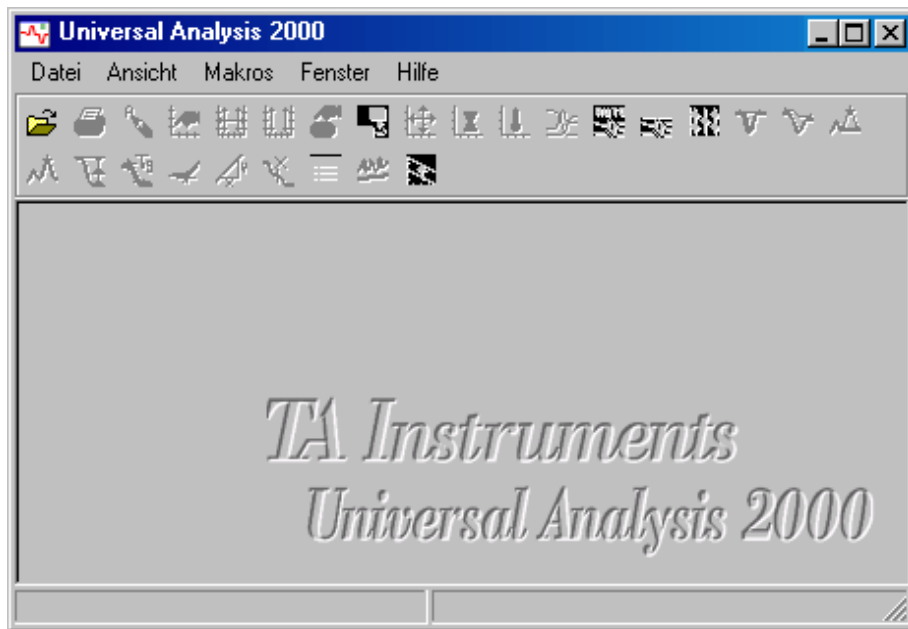 Universal Analysis 2000
Datei Ansicht Makros Fenster Hilfe
TA Instruments
Universal Analysis 2000